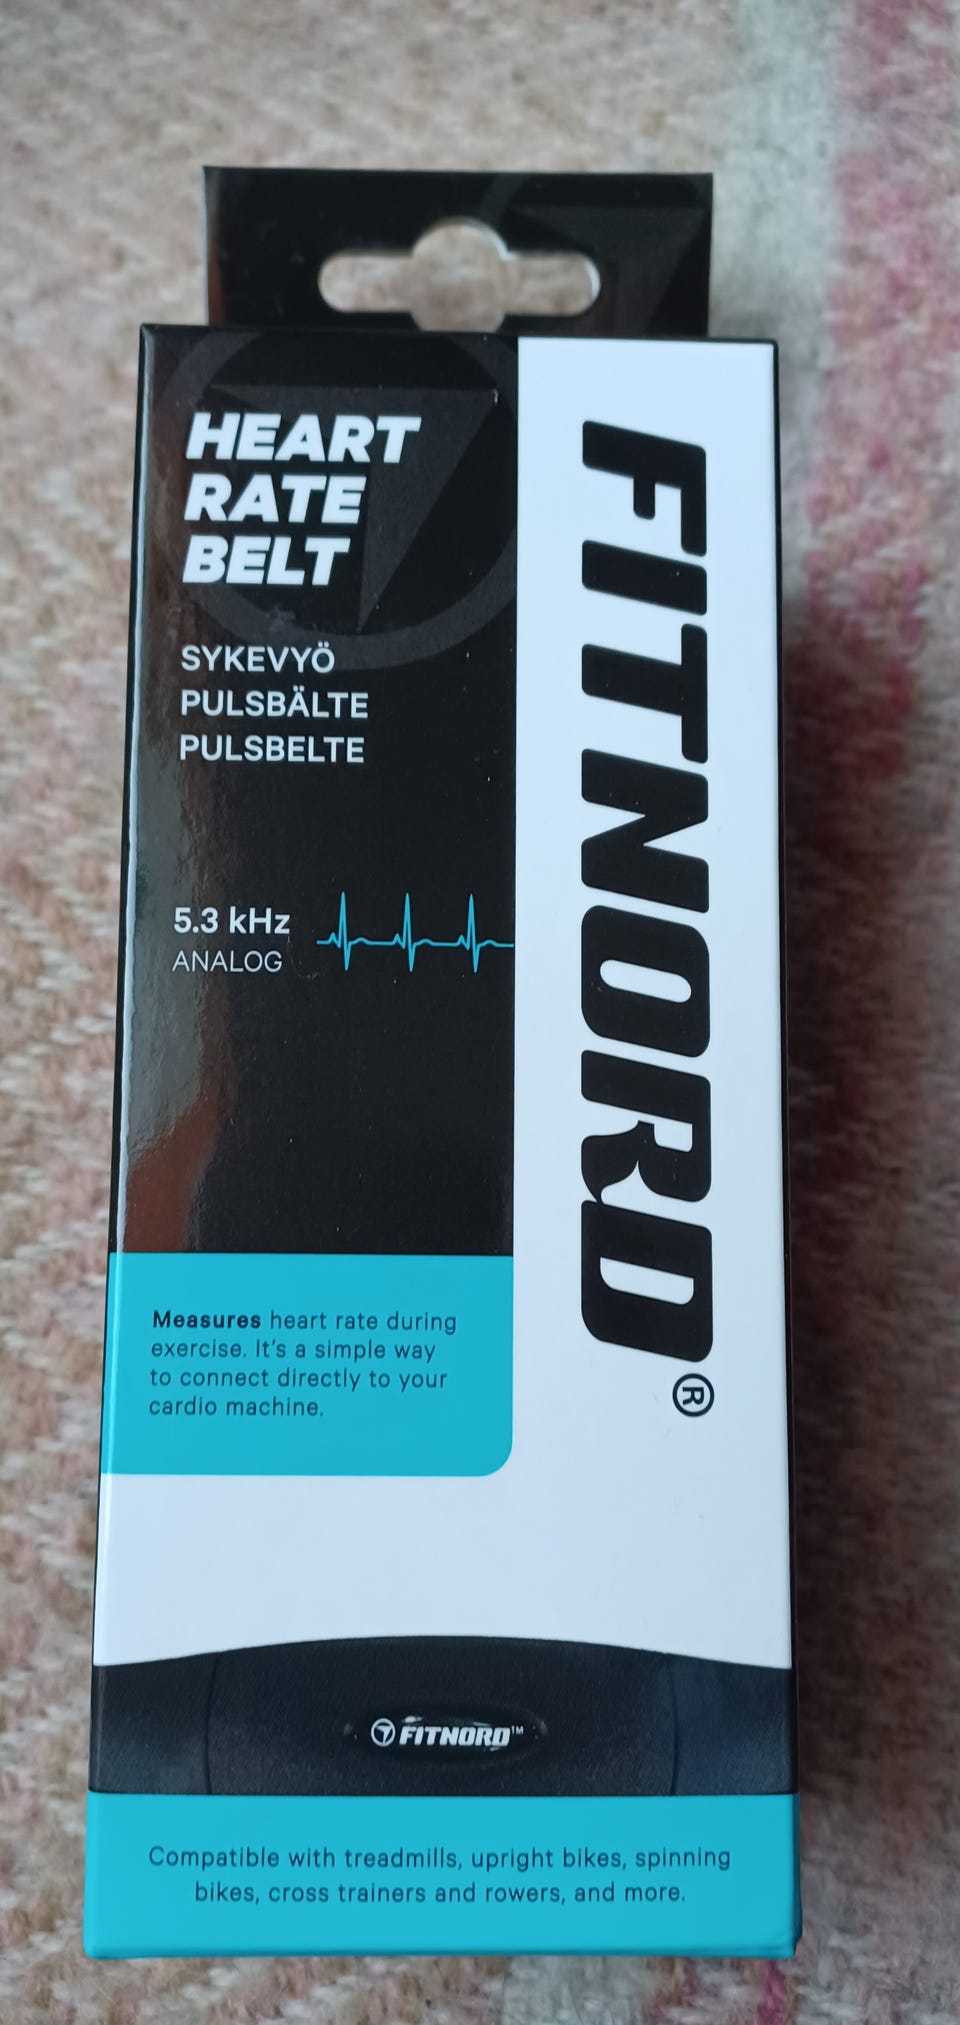 HEART
RATE
BELT
SYKEVYÖ
PULSBÄLTE
PULSBELTE
5.3 kHz
ANALOG
FITNORD®
Measures heart rate during
exercise. It's a simple way
to connect directly to your
cardio machine.
FITNORD™
Compatible with treadmills, upright bikes, spinning
bikes, cross trainers and rowers, and more.